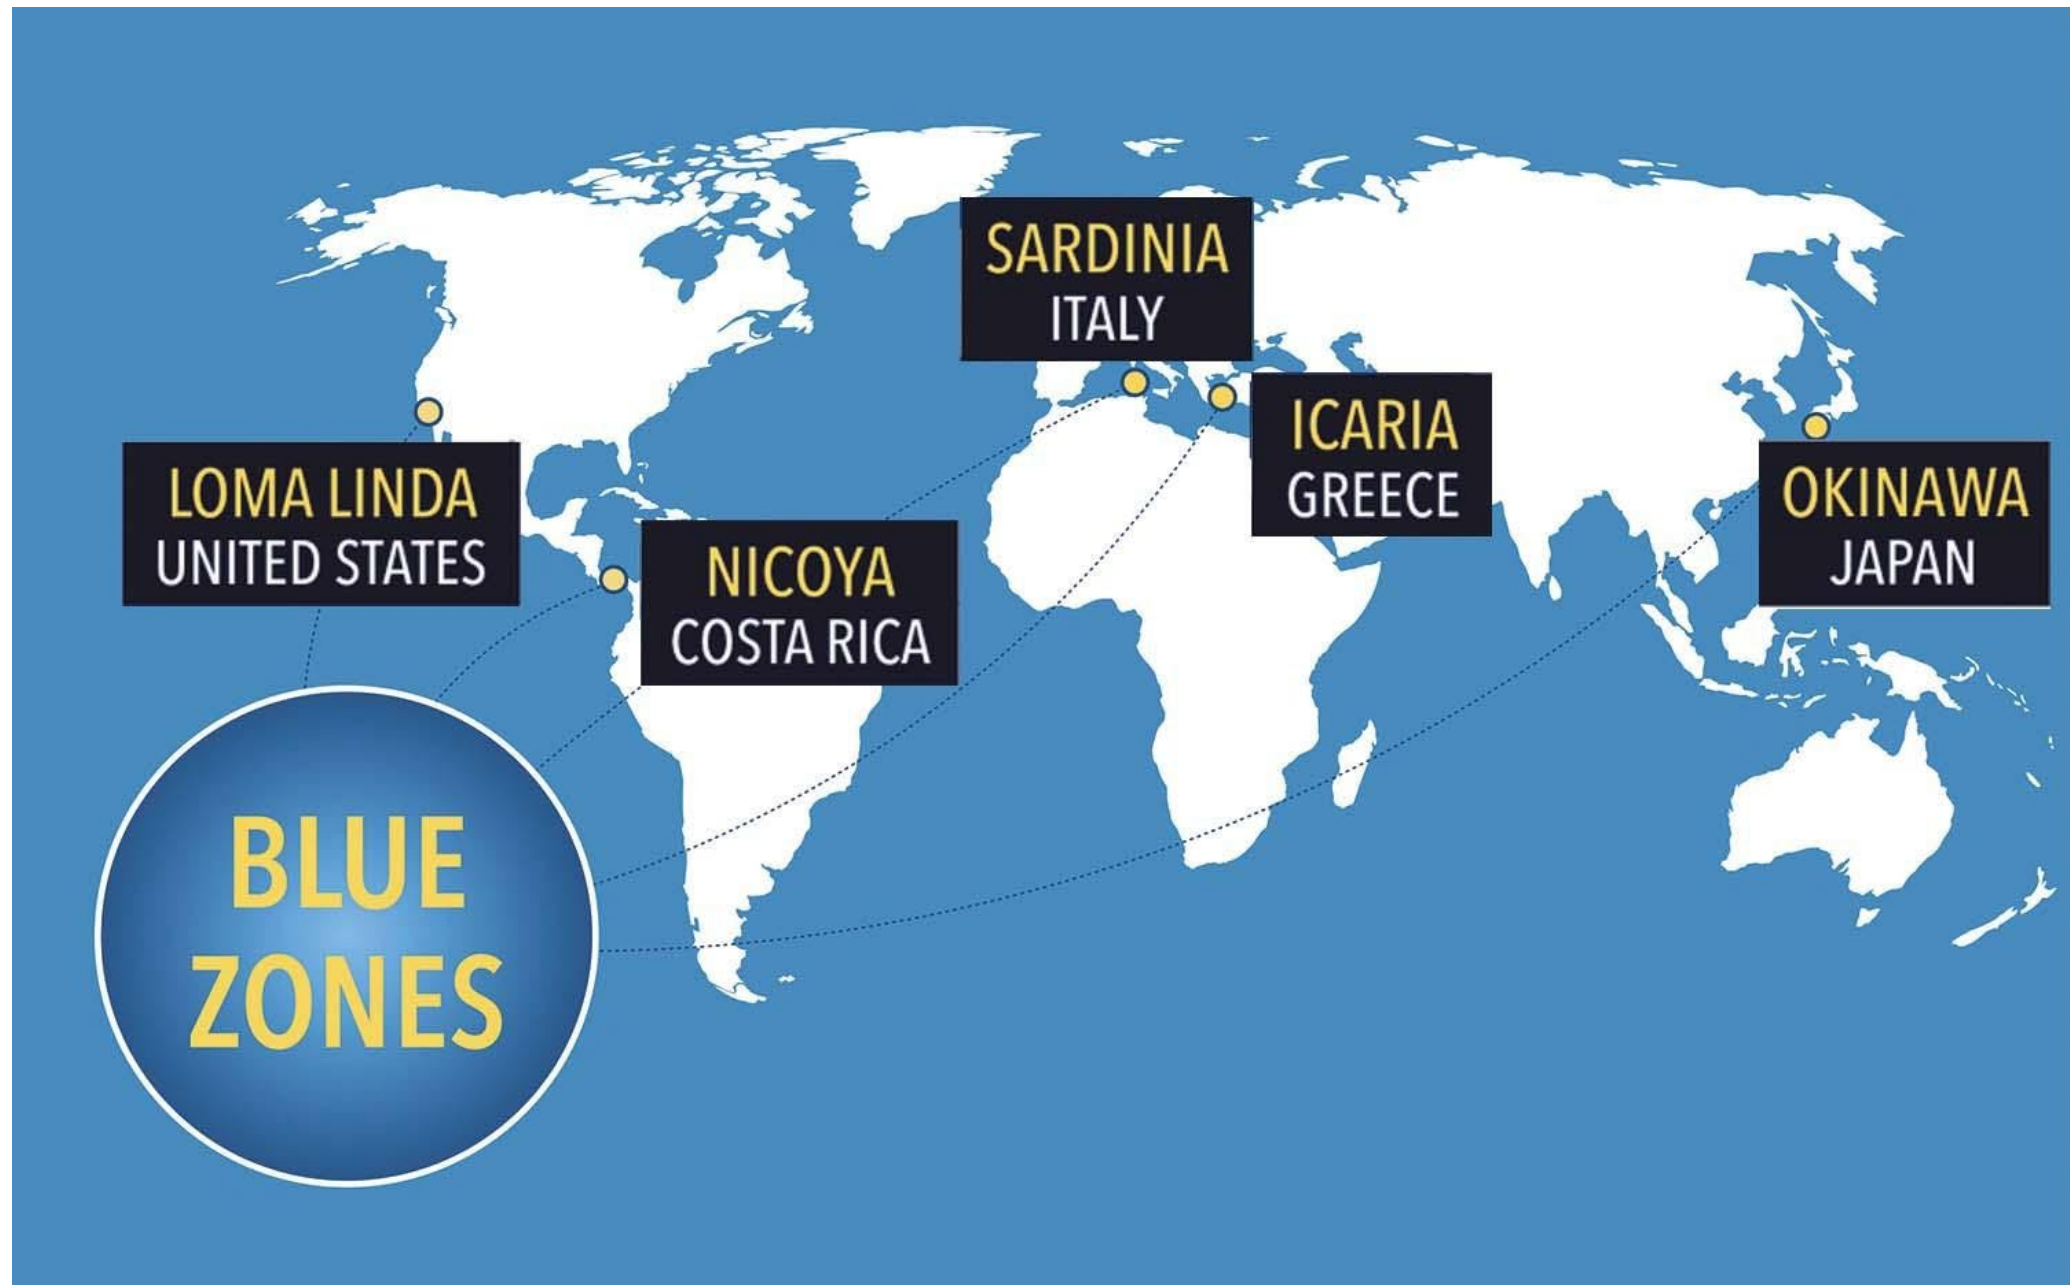 SARDINIA
ITALY
ICARIA
GREECE
LOMA LINDA
UNITED STATES
OKINAWA
JAPAN
NICOYA
COSTA RICA
BLUE
ZONES